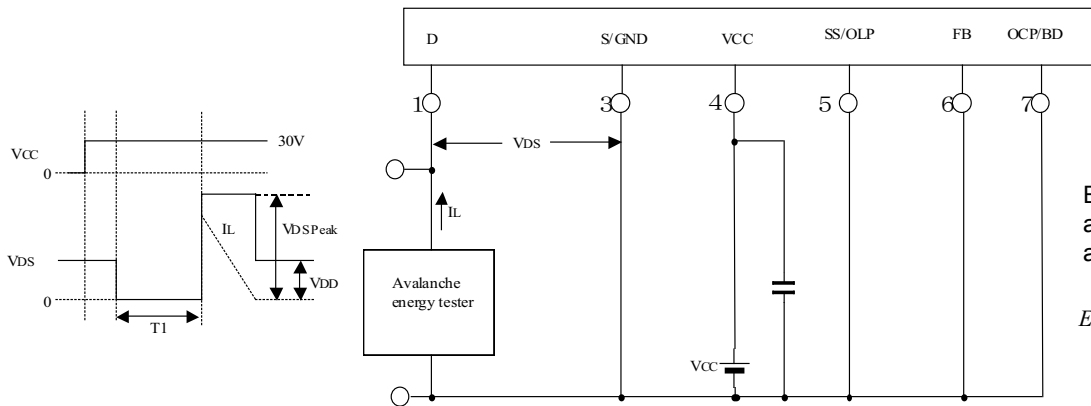 D S/GND VCC SS/OLP FB OCP/BD
1 3 4 5 6 7
VCC
30V
0
VDS
VDS
0
IL
VDSPeak
VDD
T1
IL
Avalanche
energy tester
VCC
E